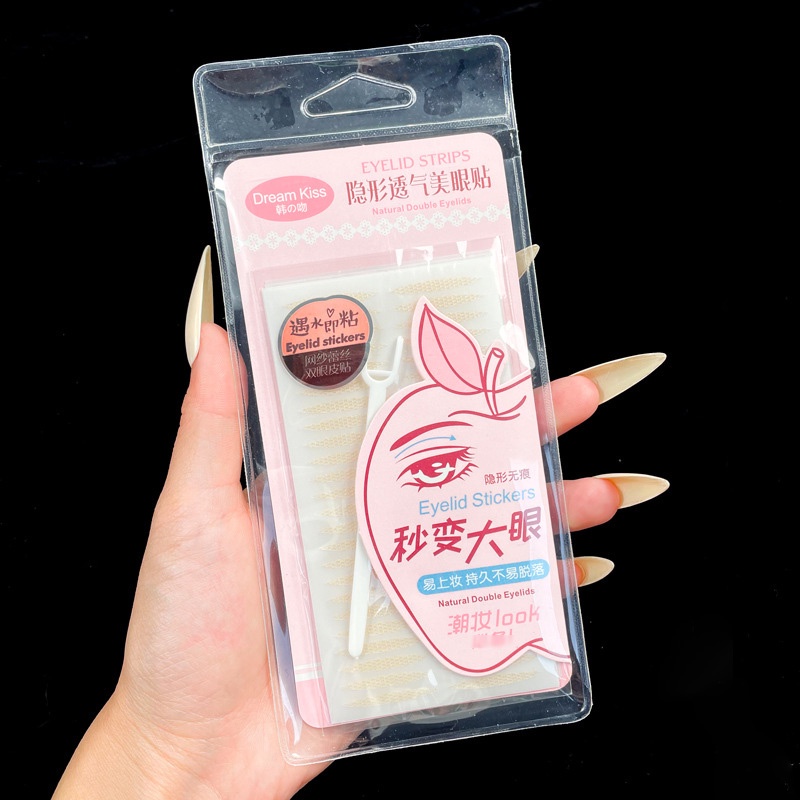 EYELID STRIPS
Dream Kiss
韩の吻
隐形透气美眼贴
Natural Double Eyelids
遇水即粘
Eyelid stickers
网纱蕾丝
双眼皮贴
隐形无痕
Eyelid Stickers
秒变大眼
易上妆 持久不易脱落
Natural Double Eyelids
潮妆look